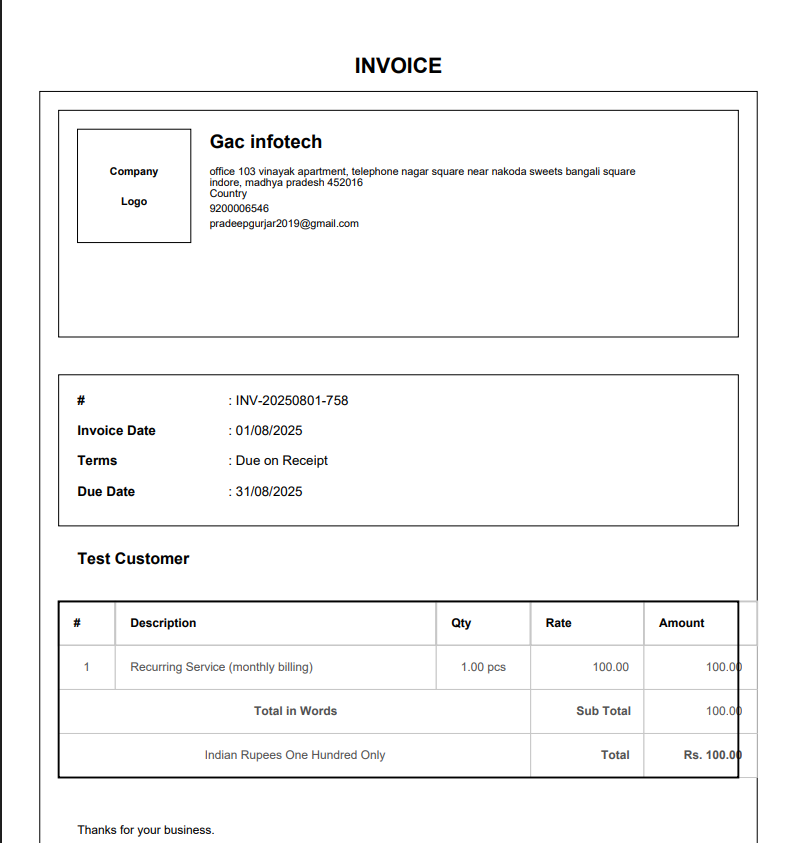 INVOICE
Company
Logo
Gac infotech
office 103 vinayak apartment, telephone nagar square near nakoda sweets bangali square
indore, madhya pradesh 452016
Country
9200006546
pradeepgurjar2019@gmail.com
# : INV-20250801-758
Invoice Date : 01/08/2025
Terms : Due on Receipt
Due Date : 31/08/2025
Test Customer
# Description Qty Rate Amount
1 Recurring Service (monthly billing) 1.00 pcs 100.00 100.00
Total in Words Sub Total 100.00
Indian Rupees One Hundred Only Total Rs. 100.00
Thanks for your business.